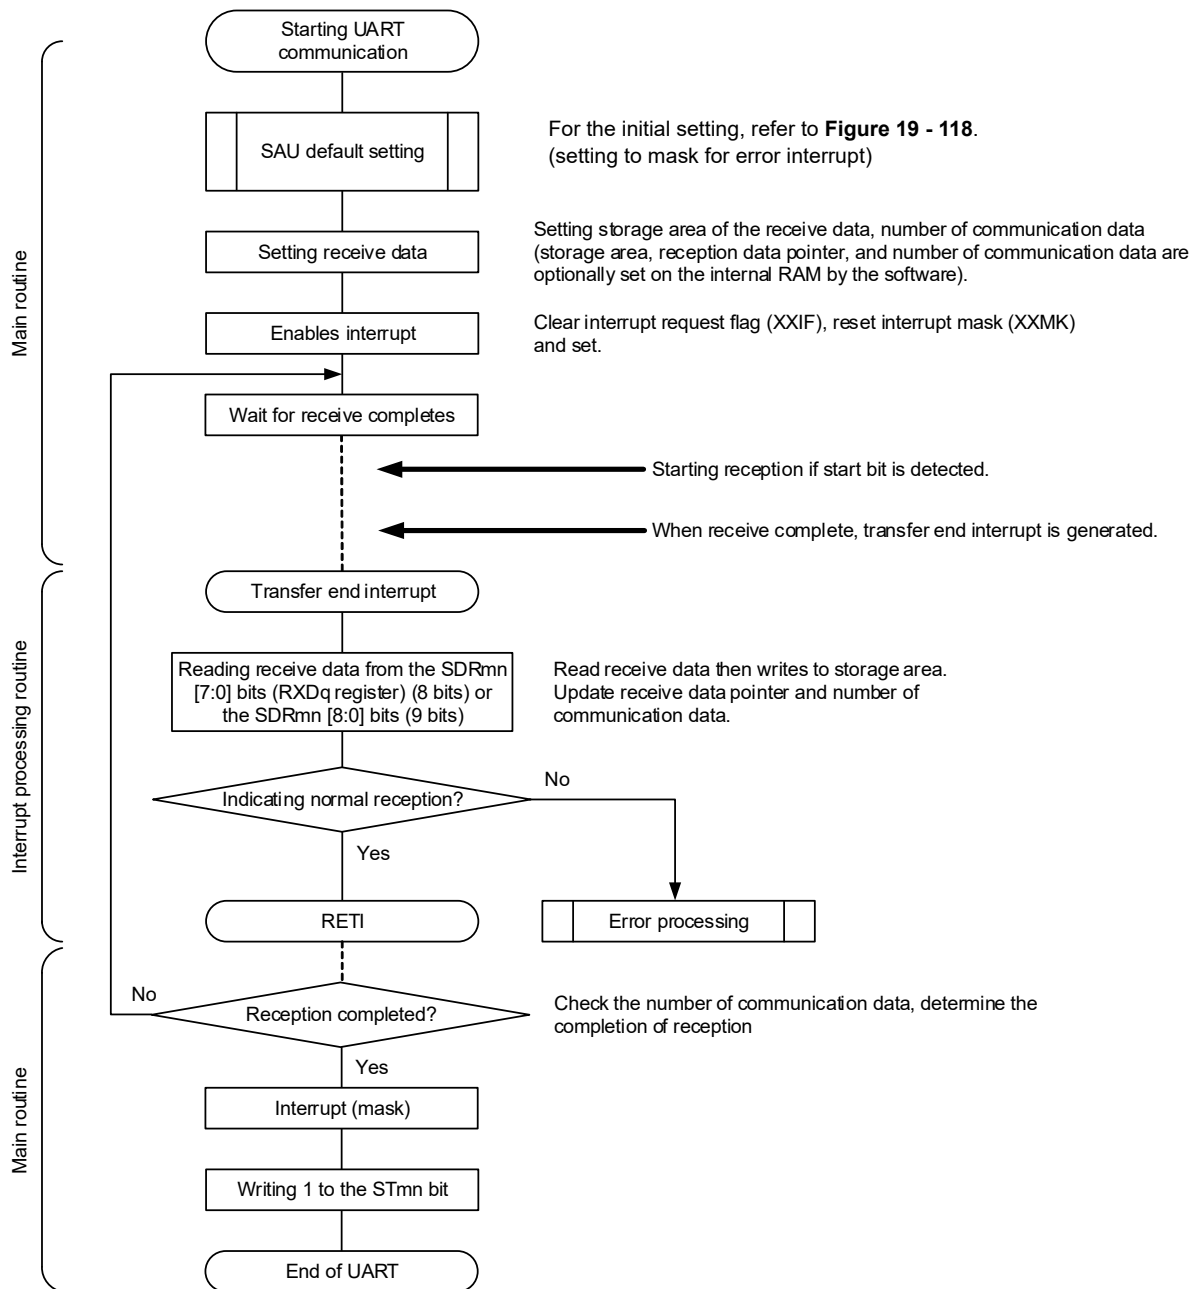 Starting UART
communication
SAU default setting
For the initial setting, refer to Figure 19 - 118.
(setting to mask for error interrupt)
Main routine
Setting receive data
Setting storage area of the receive data, number of communication data
(storage area, reception data pointer, and number of communication data are
optionally set on the internal RAM by the software).
Enables interrupt
Clear interrupt request flag (XXIF), reset interrupt mask (XXMK)
and set.
Wait for receive completes
Starting reception if start bit is detected.
When receive complete, transfer end interrupt is generated.
Transfer end interrupt
Interrupt processing routine
Reading receive data from the SDRmn
[7:0] bits (RXDq register) (8 bits) or
the SDRmn [8:0] bits (9 bits)
Read receive data then writes to storage area.
Update receive data pointer and number of
communication data.
Indicating normal reception?
No
Yes
RETI
Error processing
No
Reception completed?
Check the number of communication data, determine the
completion of reception
Yes
Main routine
Interrupt (mask)
Writing 1 to the STmn bit
End of UART